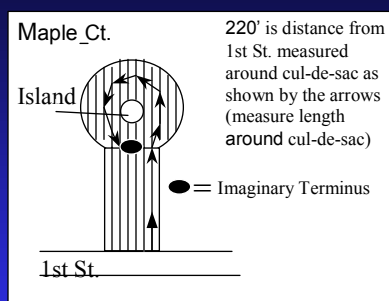 Maple_Ct.
220’ is distance from
1st St. measured
around cul-de-sac as
shown by the arrows
(measure length
around cul-de-sac)
Island
= Imaginary Terminus
1st St.